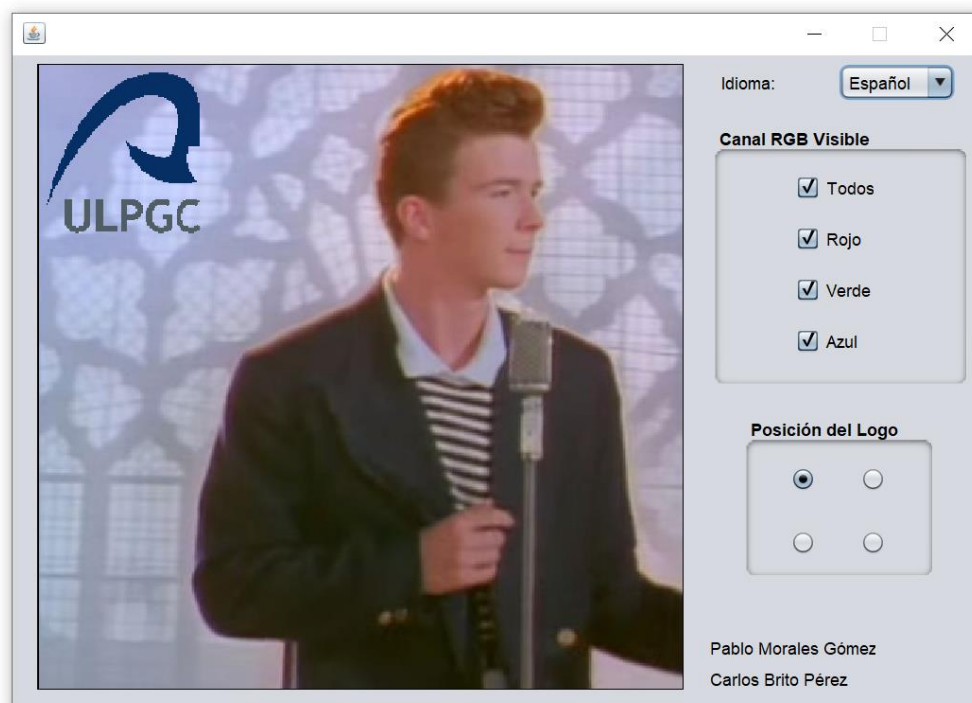 ULPGC
Idioma:
Español
Canal RGB Visible
Todos
Rojo
Verde
Azul
Posición del Logo
Pablo Morales Gómez
Carlos Brito Pérez